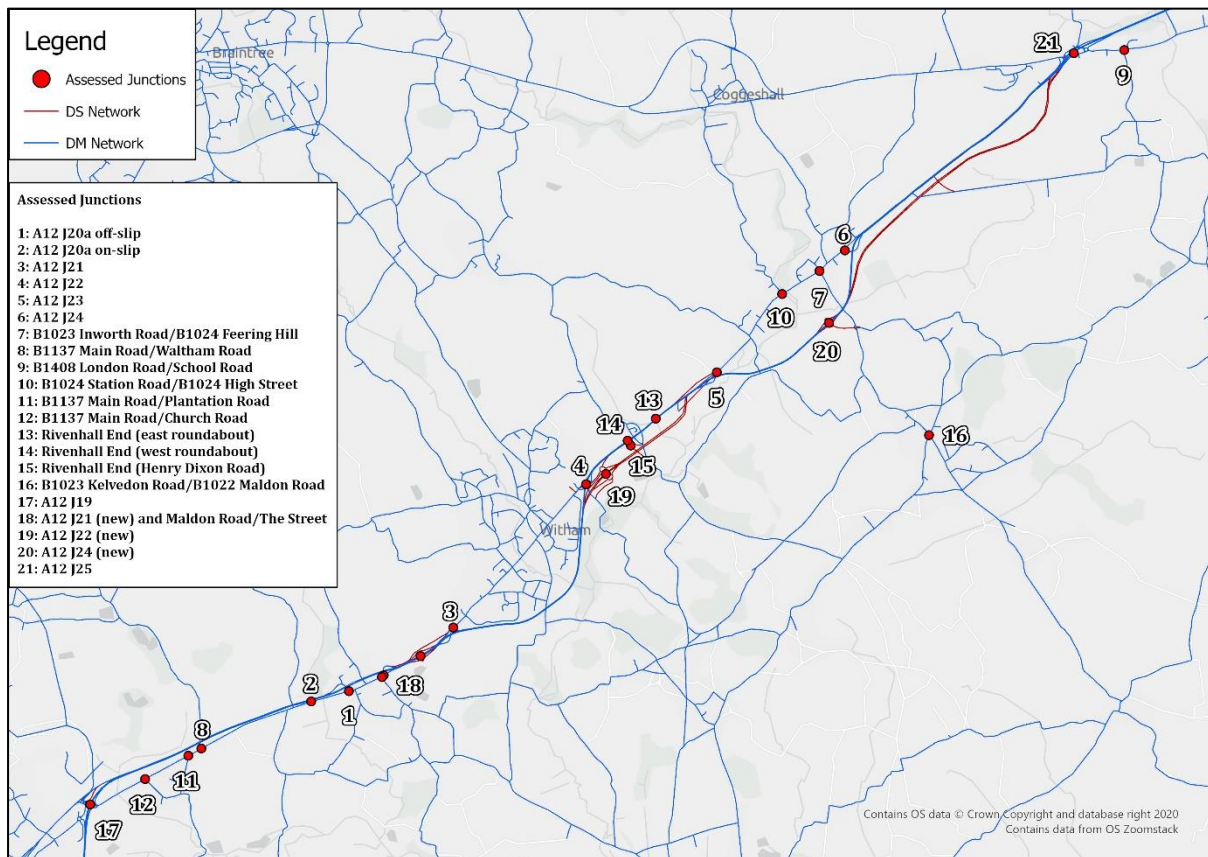 Legend
Assessed Junctions
DS Network
DM Network
Assessed Junctions
1: A12 J20a off-slip
2: A12 J20a on-slip
3: A12 J21
4: A12 J22
5: A12 J23
6: A12 J24
7: B1023 Inworth Road/B1024 Feering Hill
8: B1137 Main Road/Waltham Road
9: B1408 London Road/School Road
10: B1024 Station Road/B1024 High Street
11: B1137 Main Road/Plantation Road
12: B1137 Main Road/Church Road
13: Rivenhall End (east roundabout)
14: Rivenhall End (west roundabout)
15: Rivenhall End (Henry Dixon Road)
16: B1023 Kelvedon Road/B1022 Maldon Road
17: A12 J19
18: A12 J21 (new) and Maldon Road/The Street
19: A12 J22 (new)
20: A12 J24 (new)
21: A12 J25
Braintree
Coggeshall
21
9
6
7
10
20
5
13
14
15
16
4
19
Witham
3
18
2
1
8
11
12
17
Contains OS data © Crown Copyright and database right 2020
Contains data from OS Zoomstack